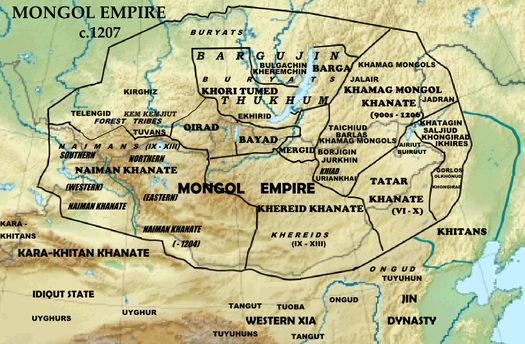 MONGOL EMPIRE
c.1207
BURYATS
BARGUJIN
BULGACHIN
KHEREMCHIN
BARGA
KHAMAG MONGOLS
JALAIR
BURYATS
KIRGHIZ
KHORI TUMED
THUKHUM
KHAMAG MONGOL
KHANATE
(900s - 1206)
JADRAN
TELENGID
KEM KEMJIUT
FOREST TRIBES
TUVANS
EKHIRID
OIRAD
BAYAD
MERGID
TAICHIUD
BARLAS
KHAMAG MONGOLS
BORJIGIN
JURKHIN
KHATAGIN
SALJIUD
KHONGIRAD
IKHIRES
AIRIUT
BUIRUUT
NAIMANS (IX-XIII)
SOUTHERN
NORTHERN
NAIMAN KHANATE
(WESTERN)
(EASTERN)
NAIMAN KHANATE
NAIMAN KHANATE
( - 1204)
KHIAD
URIANKHAI
GORLOS
OLKHONUD
KHONGIRAD
MONGOL EMPIRE
TATAR
KHANATE
(VI - X)
KHEREID KHANATE
KHEREIDS
(IX - XIII)
KHITANS
KARA -
KHITANS
KARA-KHITAN KHANATE
ONGUD
TUYUHUN
IDIQUT STATE
UYGHURS
UYGHUR
TANGUT
TUOBA
ONGUD
JIN
DYNASTY
WESTERN XIA
TUYUHUNS
TANGUT